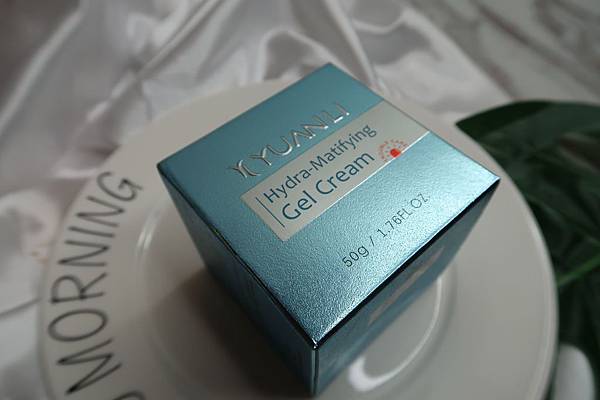 YUANLI
Hydra-Matifying
Gel Cream
50g / 1.76FL.OZ
MORNING